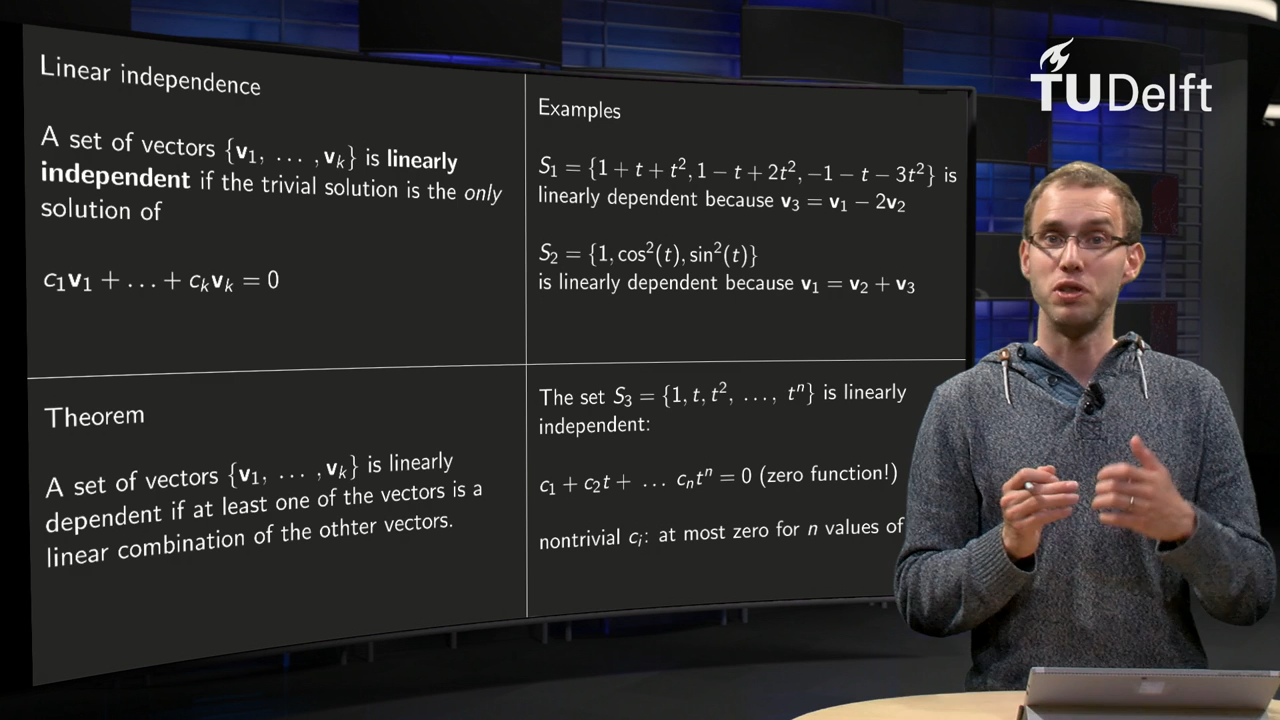 Linear independence
A set of vectors {v₁, … , vₖ} is linearly
independent if the trivial solution is the only
solution of
c₁v₁ + … + cₖvₖ = 0
Theorem
A set of vectors {v₁, … , vₖ} is linearly
dependent if at least one of the vectors is a
linear combination of the othter vectors.
Examples
S₁ = {1 + t + t², 1 − t + 2t², −1 − t − 3t²} is
linearly dependent because v₃ = v₁ − 2v₂
S₂ = {1, cos²(t), sin²(t)}
is linearly dependent because v₁ = v₂ + v₃
The set S₃ = {1, t, t², …, tⁿ} is linearly
independent:
c₁ + c₂t + … cₙtⁿ = 0 (zero function!)
nontrivial cᵢ: at most zero for n values of
TUDelft